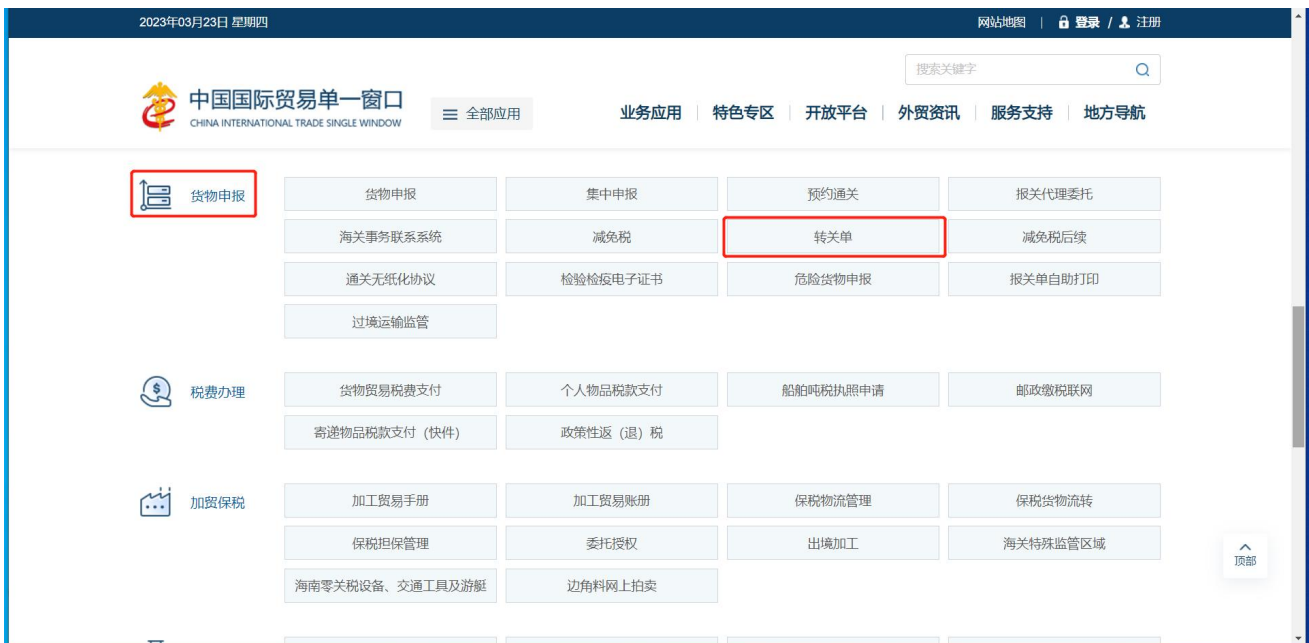 2023年03月23日 星期四 网站地图 | 登录 / 注册
搜索关键字
中国国际贸易单一窗口
CHINA INTERNATIONAL TRADE SINGLE WINDOW
全部应用 业务应用 特色专区 开放平台 外贸资讯 服务支持 地方导航
货物申报 货物申报 集中申报 预约通关 报关代理委托
海关事务联系系统 减免税 转关单 减免税后续
通关无纸化协议 检验检疫电子证书 危险货物申报 报关单自助打印
过境运输监管
税费办理 货物贸易税费支付 个人物品税款支付 船舶吨税执照申请 邮政缴税联网
寄递物品税款支付（快件） 政策性返（退）税
加贸保税 加工贸易手册 加工贸易账册 保税物流管理 保税货物流转
保税担保管理 委托授权 出境加工 海关特殊监管区域
海南零关税设备、交通工具及游艇 边角料网上拍卖
顶部